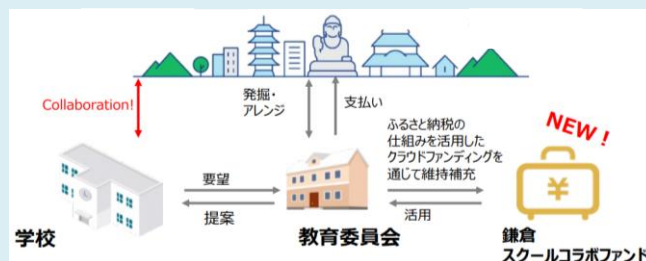 Collaboration!
発掘・
アレンジ
支払い
ふるさと納税の
仕組みを活用した
クラウドファンディングを
通じて維持補充
NEW!
¥
要望
提案
活用
学校
教育委員会
鎌倉
スクールコラボファンド